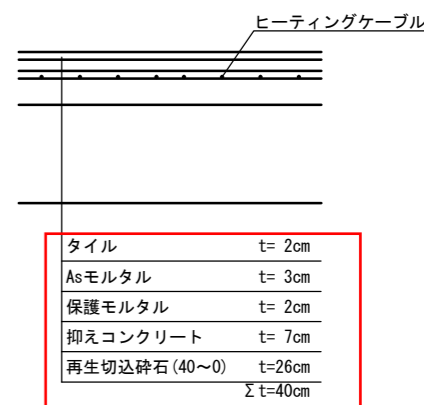 ヒーティングケーブル
タイル t= 2cm
Asモルタル t= 3cm
保護モルタル t= 2cm
抑えコンクリート t= 7cm
再生切込砕石(40～0) t=26cm
Σt=40cm